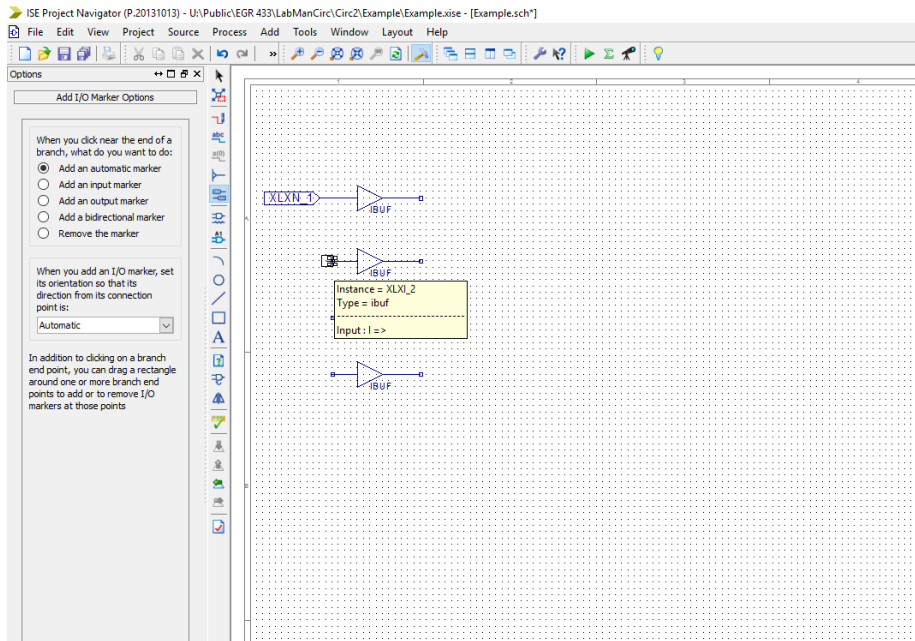 ISE Project Navigator (P.20131013) - U:\Public\EGR 433\LabManCirc\Circ2\Example\Example.xise - [Example.sch*]
File Edit View Project Source Process Add Tools Window Layout Help
Options
Add I/O Marker Options
When you click near the end of a
branch, what do you want to do:
Add an automatic marker
Add an input marker
Add an output marker
Add a bidirectional marker
Remove the marker
When you add an I/O marker, set
its orientation so that its
direction from its connection
point is:
Automatic
In addition to clicking on a branch
end point, you can drag a rectangle
around one or more branch end
points to add or to remove I/O
markers at those points
abc
a(0)
A1
A
1 2 3 4
A
B
XLXN_1
IBUF
IBUF
Instance = XLXI_2
Type = ibuf
Input : I =>
IBUF